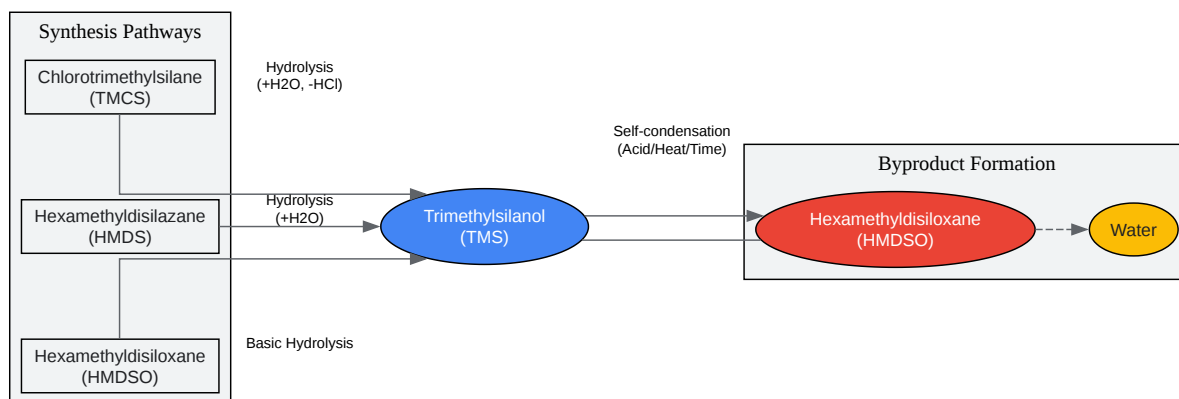 Synthesis Pathways
Chlorotrimethylsilane
(TMCS)
Hydrolysis
(+H2O, -HCl)
Hexamethyldisilazane
(HMDS)
Hydrolysis
(+H2O)
Hexamethyldisiloxane
(HMDSO)
Basic Hydrolysis
Trimethylsilanol
(TMS)
Self-condensation
(Acid/Heat/Time)
Byproduct Formation
Hexamethyldisiloxane
(HMDSO)
Water